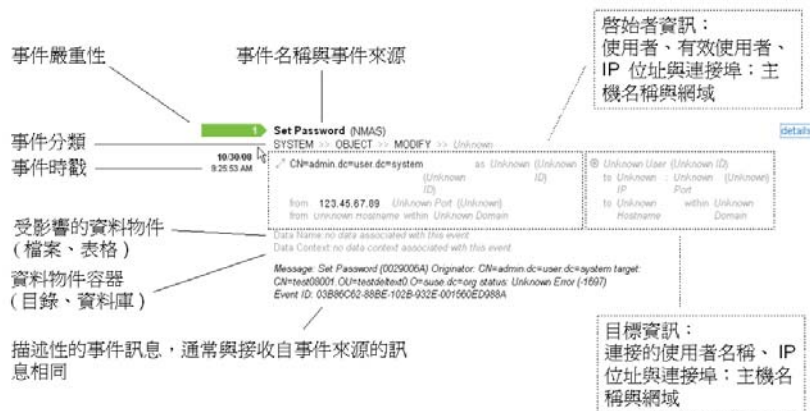 事件嚴重性
事件名稱與事件來源
啓始者資訊：
使用者、有效使用者、
IP 位址與連接埠：主
機名稱與網域
1
Set Password (NMAS)
details
事件分類
SYSTEM >> OBJECT >> MODIFY >> Unknown
事件時戳
10/30/08
9:25:53 AM
CN=admin.dc=user.dc=system as Unknown (Unknown ID)
(Unknown ID)
from 123.45.67.89 Unknown Port (Unknown)
from Unknown Hostname within Unknown Domain
Unknown User (Unknown ID)
to Unknown IP : Unknown Port (Unknown)
to Unknown Hostname within Unknown Domain
受影響的資料物件
(檔案、表格)
Data Name no data associated with this event
Data Context no data context associated with this event
資料物件容器
(目錄、資料庫)
Message: Set Password (0029006A) Originator: CN=admin.dc=user.dc=system target:
CN=test08001.OU=testdeltext0.O=suse.dc=org status: Unknown Error (-1697)
Event ID: 03B86C62-88BE-102B-932E-001560ED988A
描述性的事件訊息，通常與接收自事件來源的訊
息相同
目標資訊：
連接的使用者名稱、 IP
位址與連接埠：主機名
稱與網域